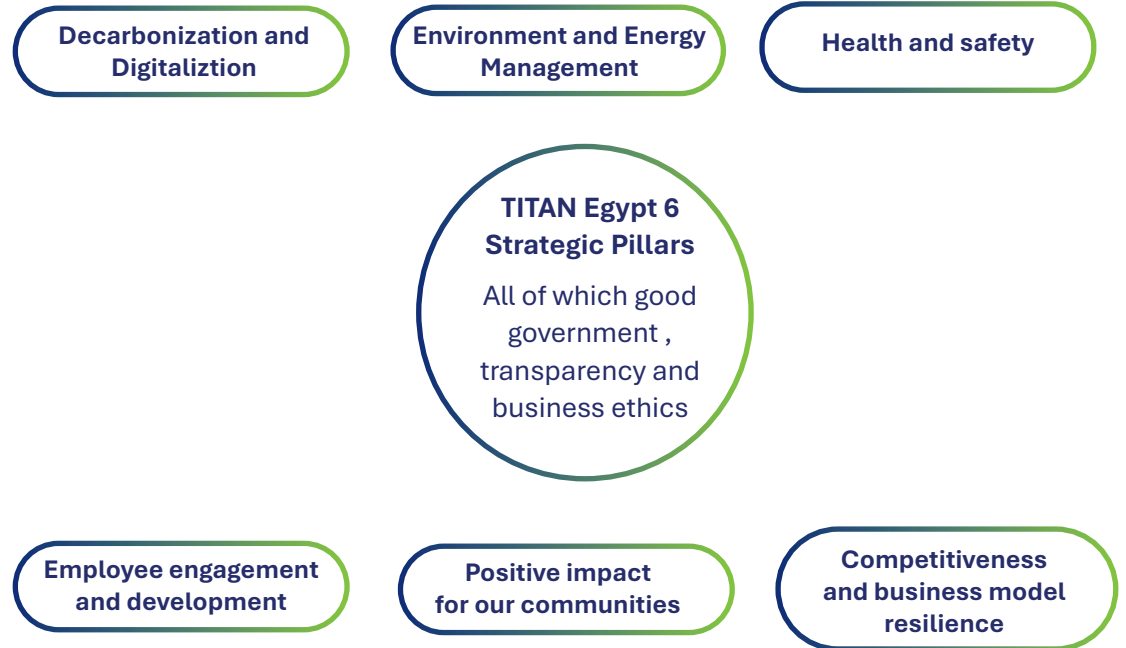 Decarbonization and
Digitaliztion
Environment and Energy
Management
Health and safety
TITAN Egypt 6
Strategic Pillars
All of which good
government ,
transparency and
business ethics
Employee engagement
and development
Positive impact
for our communities
Competitiveness
and business model
resilience